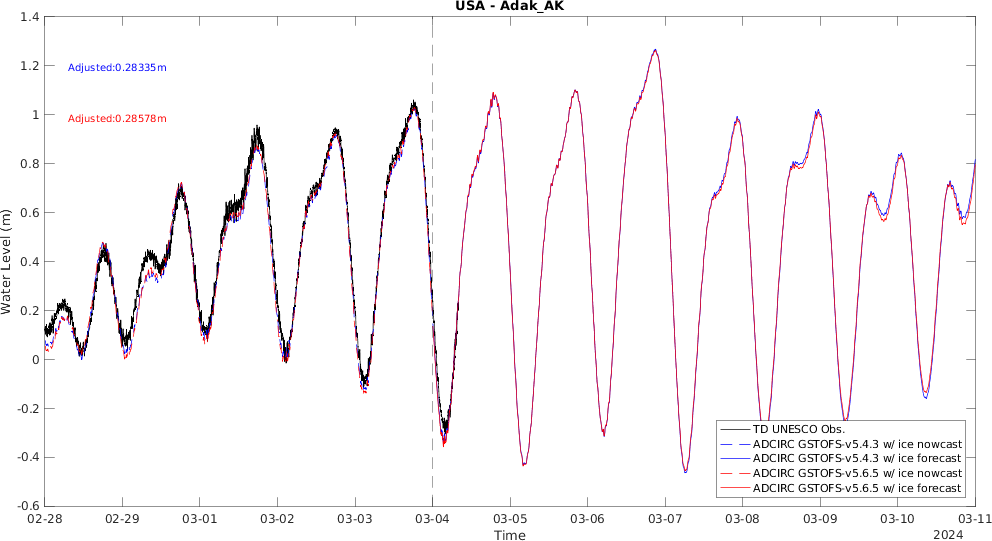 USA - Adak_AK
1.4
1.2
1
0.8
0.6
0.4
0.2
0
-0.2
-0.4
-0.6
Water Level (m)
Adjusted:0.28335m
Adjusted:0.28578m
TD UNESCO Obs.
ADCIRC GSTOFS-v5.4.3 w/ ice nowcast
ADCIRC GSTOFS-v5.4.3 w/ ice forecast
ADCIRC GSTOFS-v5.6.5 w/ ice nowcast
ADCIRC GSTOFS-v5.6.5 w/ ice forecast
02-28 02-29 03-01 03-02 03-03 03-04 03-05 03-06 03-07 03-08 03-09 03-10 03-11
Time
2024